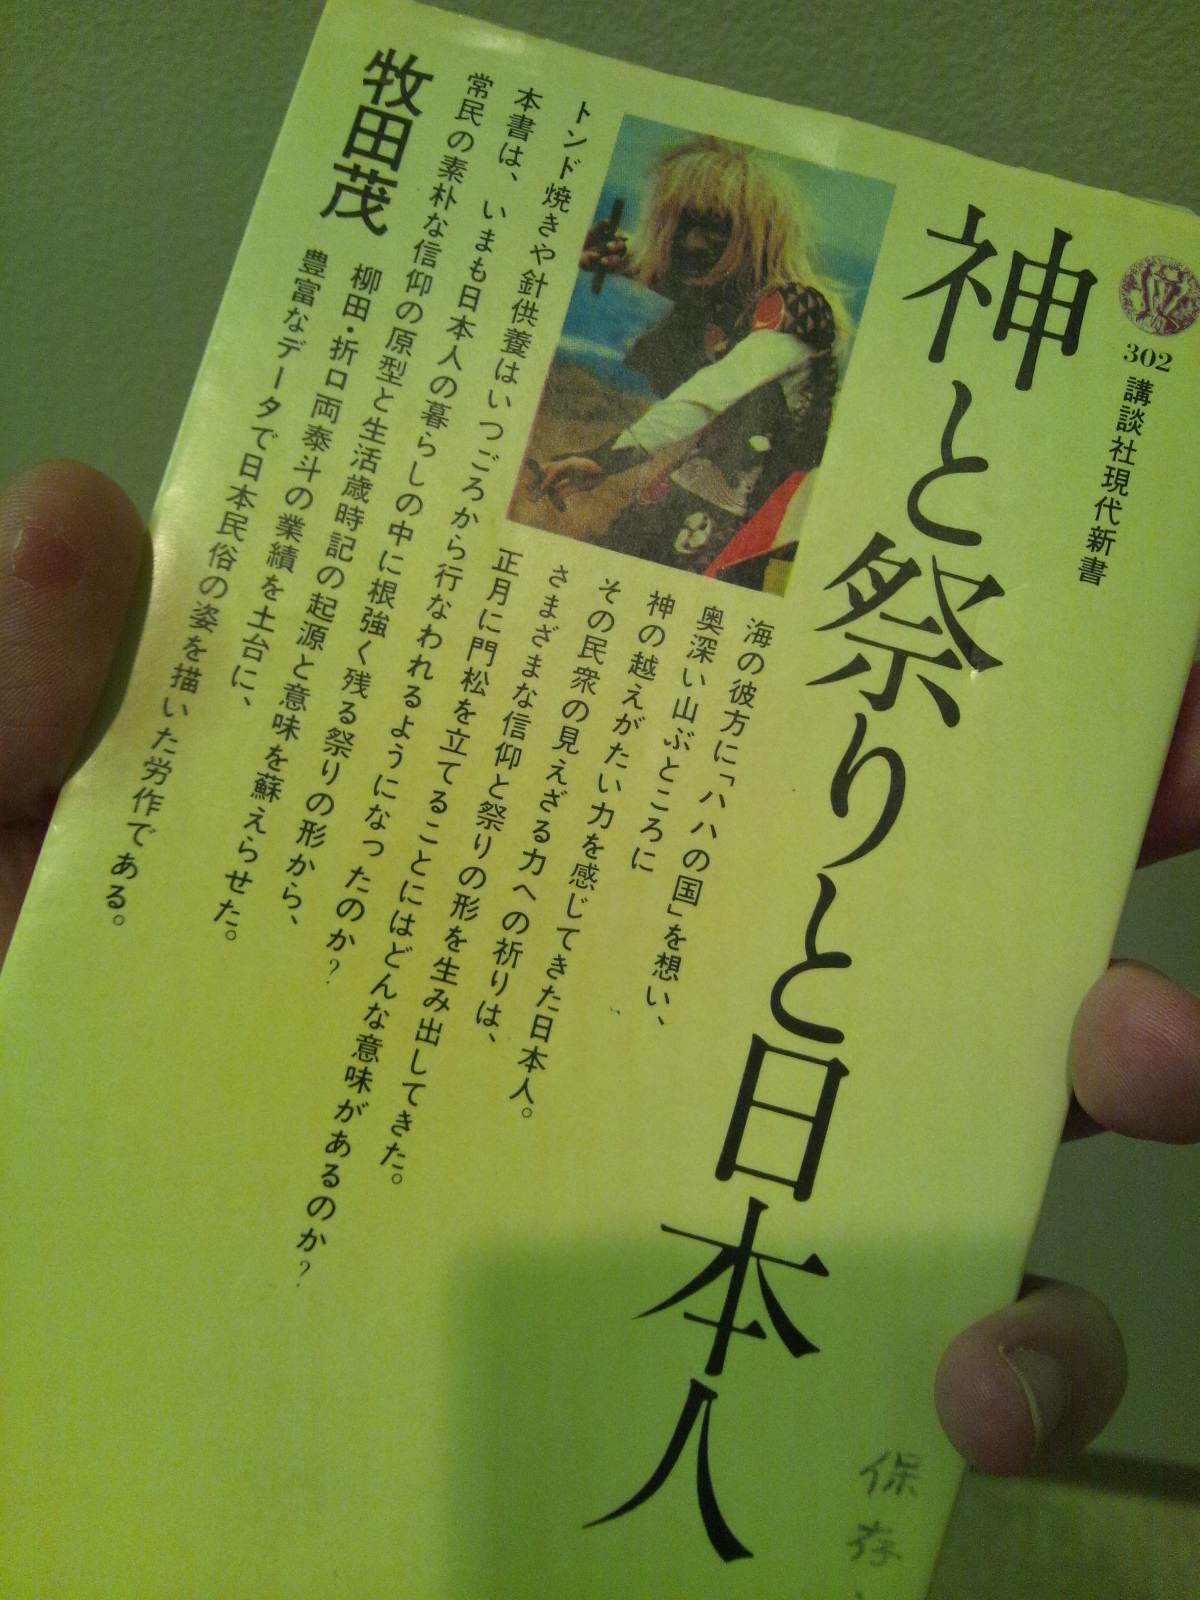 302 講談社現代新書
神と祭りと日本人
海の彼方に「ハハの国」を想い、
奥深い山ぶところに
神の越えがたい力を感じてきた日本人。
その民衆の見えざる力への祈りは、
さまざまな信仰と祭りの形を生み出してきた。
正月に門松を立てることにはどんな意味があるのか?
トンド焼きや針供養はいつごろから行なわれるようになったのか?
本書は、いまも日本人の暮らしの中に根強く残る祭りの形から、
常民の素朴な信仰の原型と生活歳時記の起源と意味を蘇えらせた。
柳田・折口両泰斗の業績を土台に、
豊富なデータで日本民俗の姿を描いた労作である。
牧田茂
保存